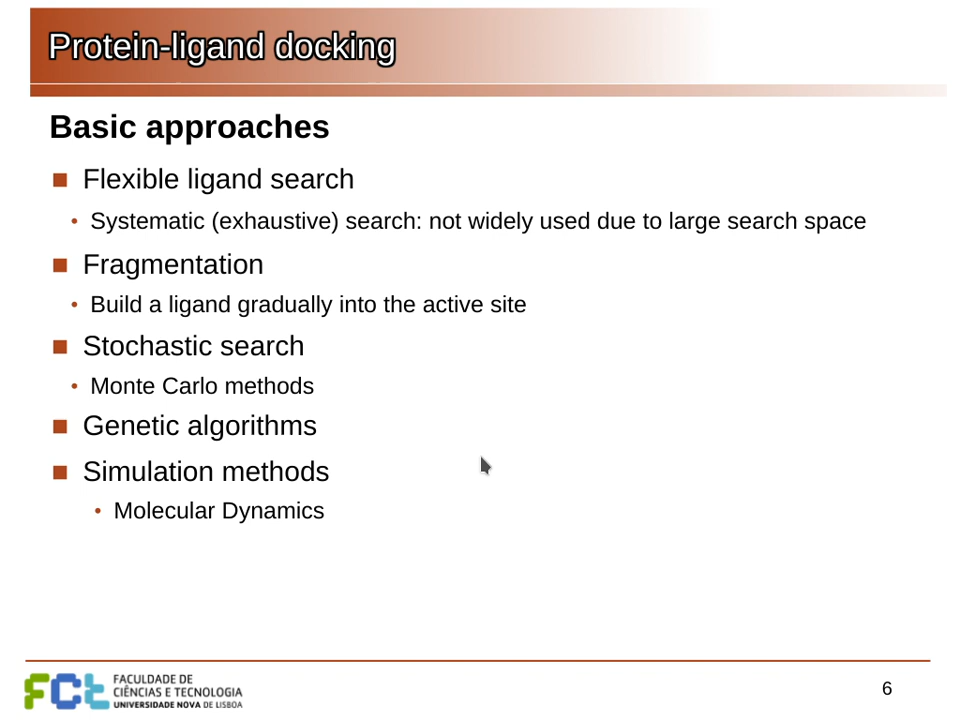 Protein-ligand docking
Basic approaches
Flexible ligand search
Systematic (exhaustive) search: not widely used due to large search space
Fragmentation
Build a ligand gradually into the active site
Stochastic search
Monte Carlo methods
Genetic algorithms
Simulation methods
Molecular Dynamics
FCT
FACULDADE DE
CIÊNCIAS E TECNOLOGIA
UNIVERSIDADE NOVA DE LISBOA
6